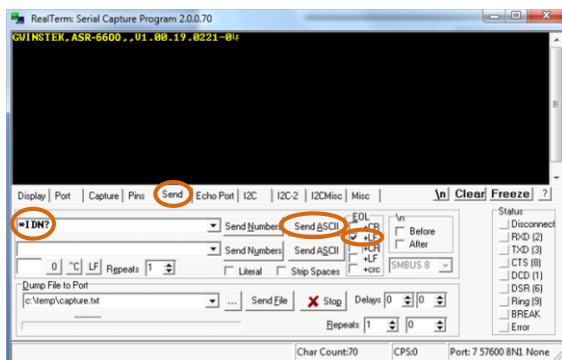 RealTerm: Serial Capture Program 2.0.0.70
GWINSTEK,ASR-6600,,V1.00.19.0221-04LF
Display Port Capture Pins Send Echo Port I2C I2C-2 I2CMisc Misc \n Clear Freeze ?
*IDN? Send Numbers Send ASCII
Send Numbers Send ASCII
0 ^C LF Repeats 1 Literal Strip Spaces
EOL
+CR
+LF
+CR
+LF
+crc
\n
Before
After
SMBUS 8
Status
Disconnect
RXD (2)
TXD (3)
CTS (8)
DCD (1)
DSR (6)
Ring (9)
BREAK
Error
Dump File to Port
c:\temp\capture.txt ... Send File Stop Delays 0 0
Repeats 1 0
Char Count:70 CPS:0 Port: 7 57600 8N1 None